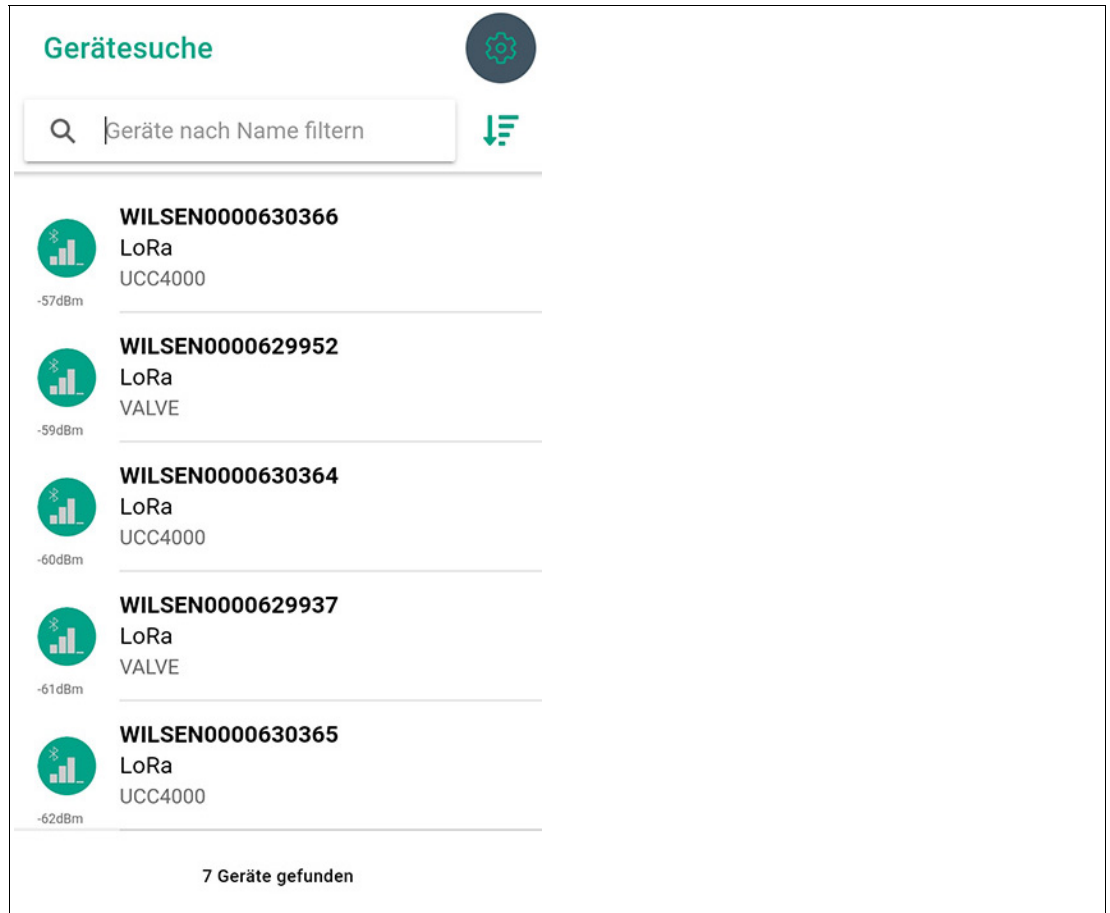 Gerätesuche
Geräte nach Name filtern
WILSEN0000630366
LoRa
UCC4000
-57dBm
WILSEN0000629952
LoRa
VALVE
-59dBm
WILSEN0000630364
LoRa
UCC4000
-60dBm
WILSEN0000629937
LoRa
VALVE
-61dBm
WILSEN0000630365
LoRa
UCC4000
-62dBm
7 Geräte gefunden